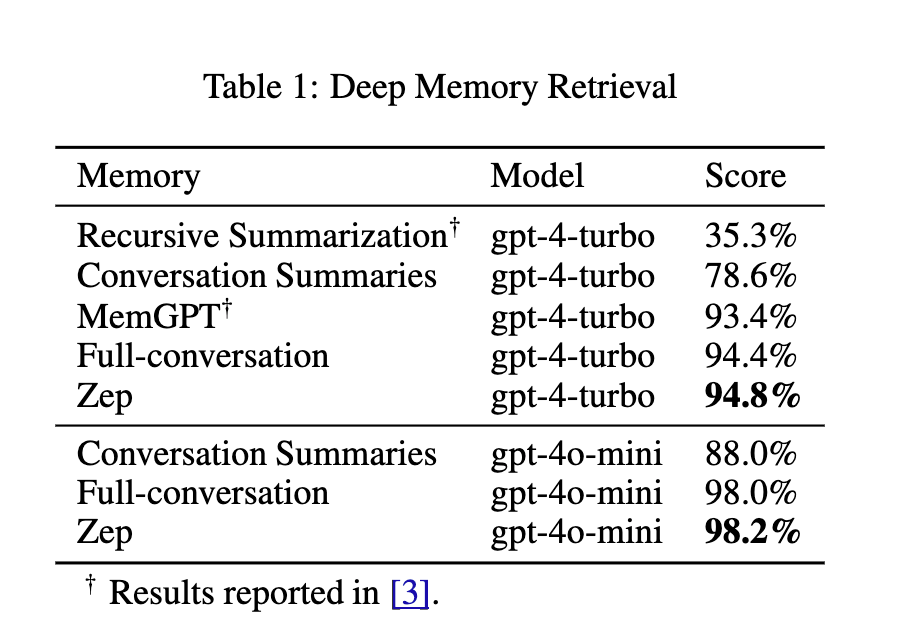 Table 1: Deep Memory Retrieval
Memory Model Score
Recursive Summarization† gpt-4-turbo 35.3%
Conversation Summaries gpt-4-turbo 78.6%
MemGPT† gpt-4-turbo 93.4%
Full-conversation gpt-4-turbo 94.4%
Zep gpt-4-turbo 94.8%
Conversation Summaries gpt-4o-mini 88.0%
Full-conversation gpt-4o-mini 98.0%
Zep gpt-4o-mini 98.2%
† Results reported in [3].